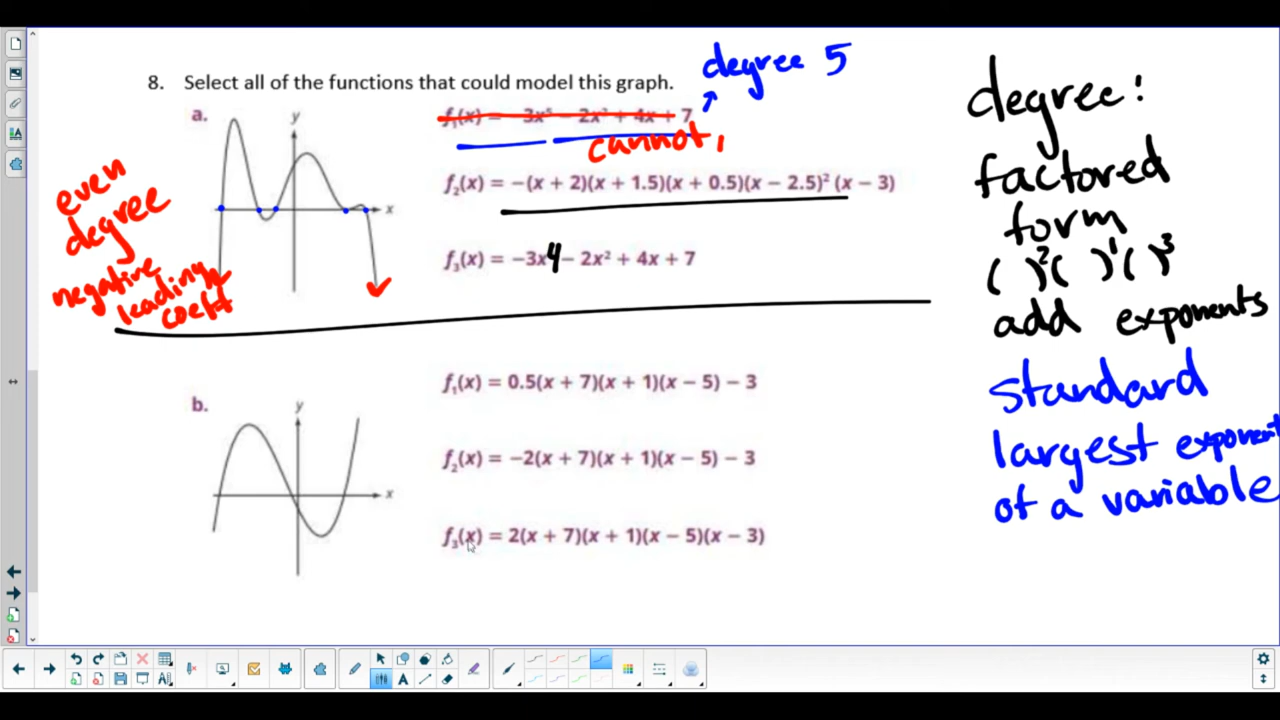 degree 5
8. Select all of the functions that could model this graph.
a.
y
x
f₁(x) = 3x⁵ − 2x² + 4x + 7
cannot,
f₂(x) = −(x + 2)(x + 1.5)(x + 0.5)(x − 2.5)² (x − 3)
f₃(x) = −3x4 − 2x² + 4x + 7
even
degree
negative
leading
coeff
b.
y
x
f₁(x) = 0.5(x + 7)(x + 1)(x − 5) − 3
f₂(x) = −2(x + 7)(x + 1)(x − 5) − 3
f₃(x) = 2(x + 7)(x + 1)(x − 5)(x − 3)
degree:
factored
form
( )²( )¹( )³
add exponents
standard
largest exponent
of a variable